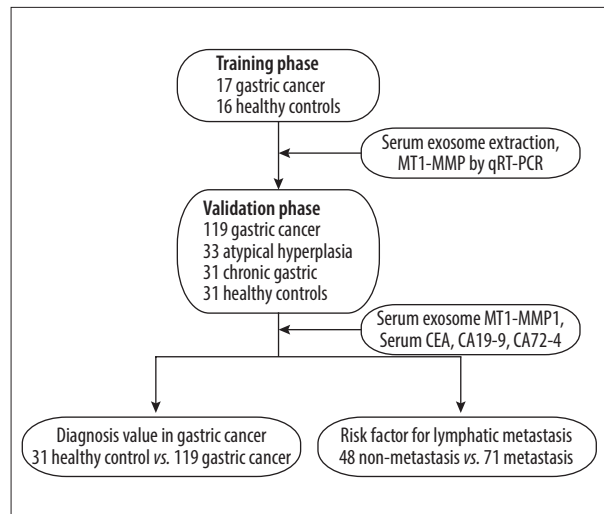 Training phase
17 gastric cancer
16 healthy controls
Serum exosome extraction,
MT1-MMP by qRT-PCR
Validation phase
119 gastric cancer
33 atypical hyperplasia
31 chronic gastric
31 healthy controls
Serum exosome MT1-MMP1,
Serum CEA, CA19-9, CA72-4
Diagnosis value in gastric cancer
31 healthy control vs. 119 gastric cancer
Risk factor for lymphatic metastasis
48 non-metastasis vs. 71 metastasis